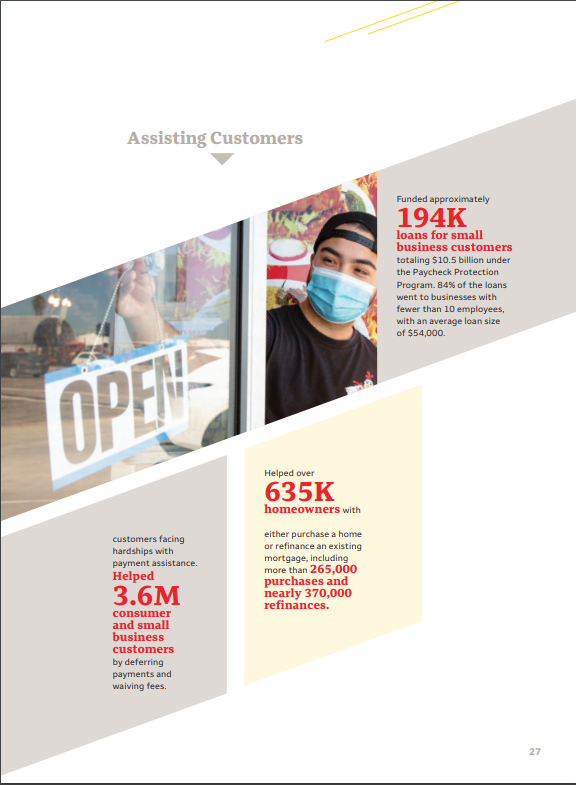 Assisting Customers
Funded approximately
194K
loans for small
business customers
totaling $10.5 billion under
the Paycheck Protection
Program. 84% of the loans
went to businesses with
fewer than 10 employees,
with an average loan size
of $54,000.
OPEN
Helped over
635K
homeowners with
either purchase a home
or refinance an existing
mortgage, including
more than 265,000
purchases and
nearly 370,000
refinances.
customers facing
hardships with
payment assistance.
Helped
3.6M
consumer
and small
business
customers
by deferring
payments and
waiving fees.
27